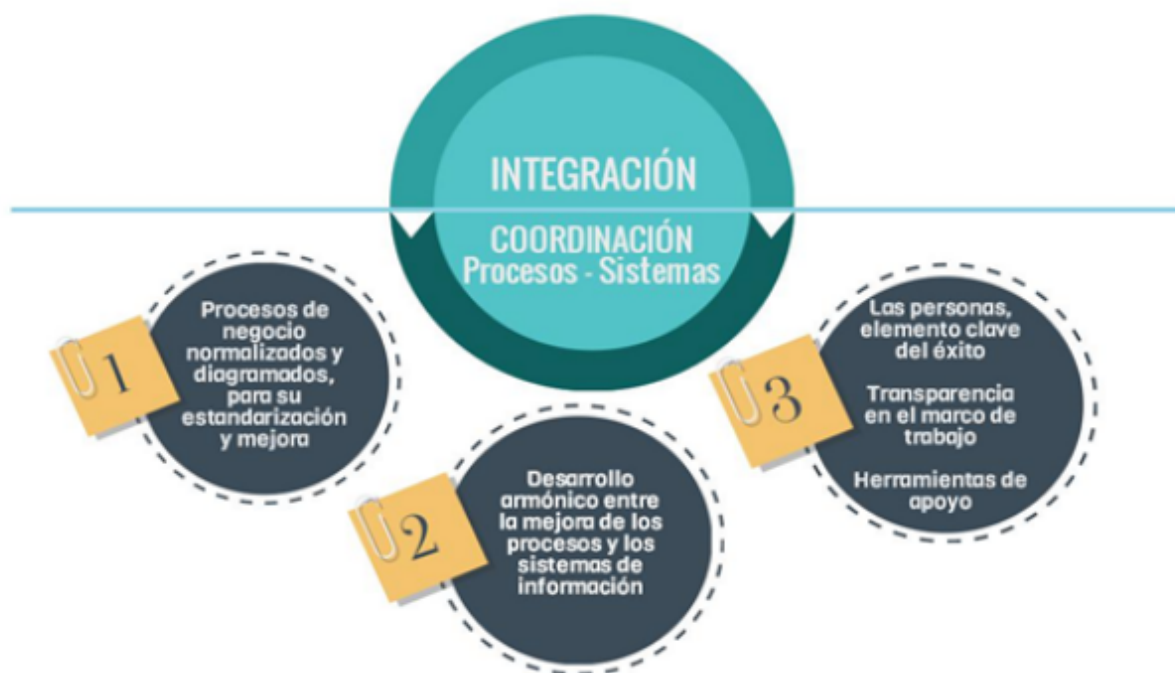 INTEGRACIÓN
COORDINACIÓN
Procesos - Sistemas
1
Procesos de
negocio
normalizados y
diagramados,
para su
estandarización
y mejora
2
Desarrollo
armónico entre
la mejora de los
procesos y los
sistemas de
información
3
Las personas,
elemento clave
del éxito
Transparencia
en el marco de
trabajo
Herramientas de
apoyo